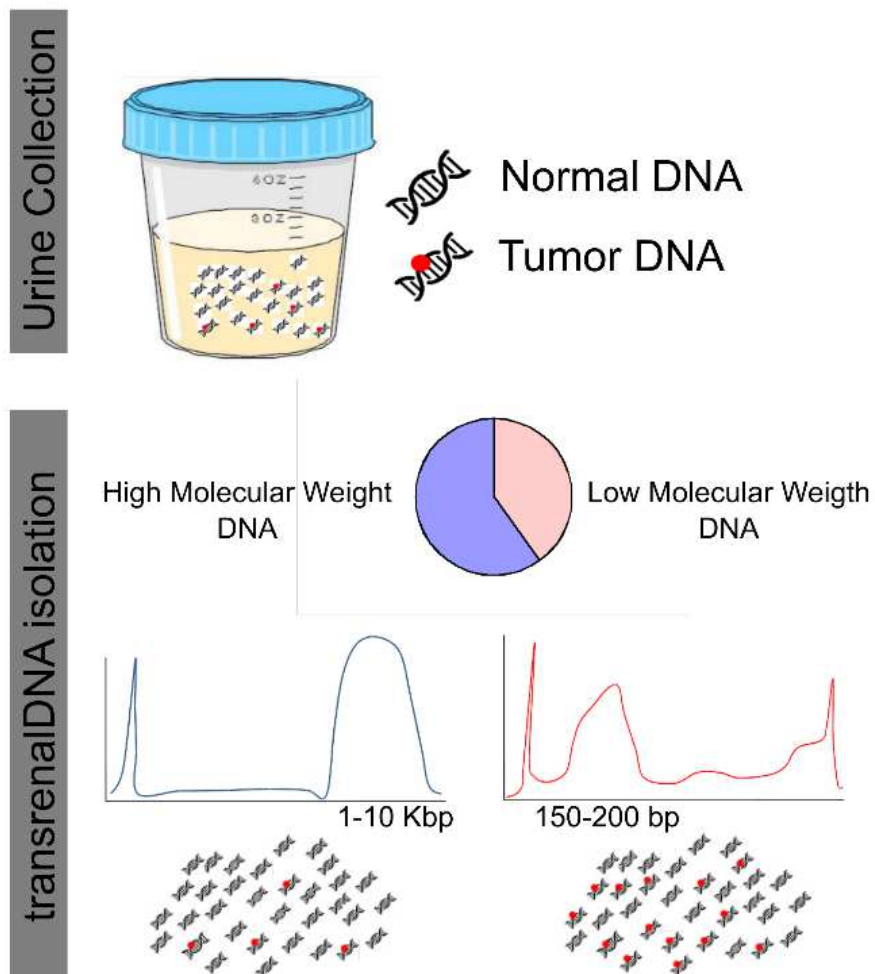 Urine Collection
4OZ
3OZ
Normal DNA
Tumor DNA
transrenalDNA isolation
High Molecular Weight
DNA
Low Molecular Weigth
DNA
1-10 Kbp
150-200 bp